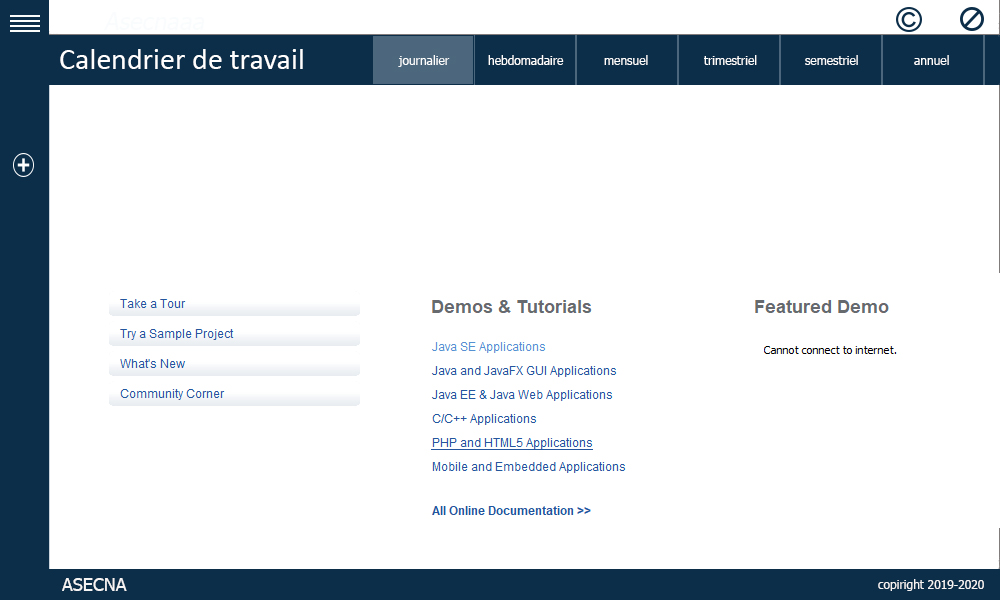 Calendrier de travail
journalier
hebdomadaire
mensuel
trimestriel
semestriel
annuel
Take a Tour
Try a Sample Project
What's New
Community Corner
Demos & Tutorials
Java SE Applications
Java and JavaFX GUI Applications
Java EE & Java Web Applications
C/C++ Applications
PHP and HTML5 Applications
Mobile and Embedded Applications
All Online Documentation >>
Featured Demo
Cannot connect to internet.
ASECNA
copiright 2019-2020